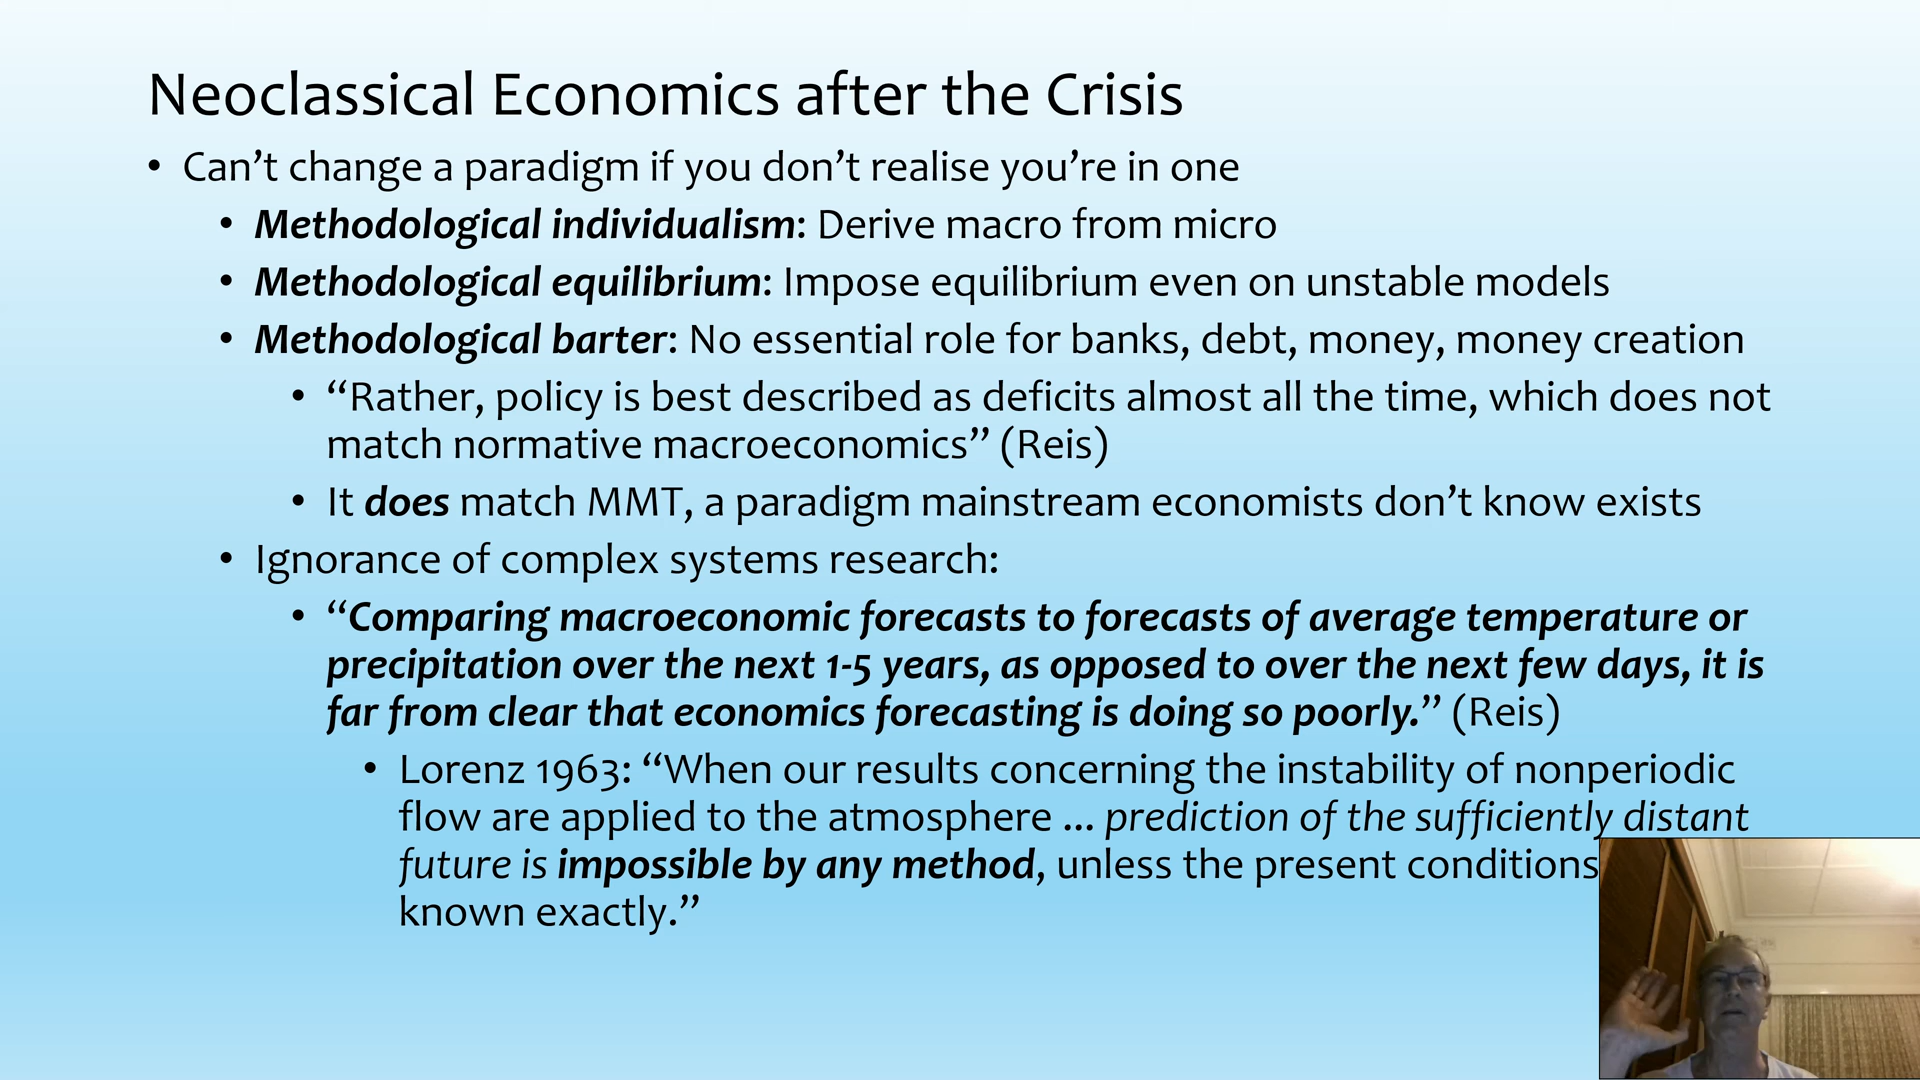 Neoclassical Economics after the Crisis
• Can’t change a paradigm if you don’t realise you’re in one
• Methodological individualism: Derive macro from micro
• Methodological equilibrium: Impose equilibrium even on unstable models
• Methodological barter: No essential role for banks, debt, money, money creation
• “Rather, policy is best described as deficits almost all the time, which does not
match normative macroeconomics” (Reis)
• It does match MMT, a paradigm mainstream economists don’t know exists
• Ignorance of complex systems research:
• “Comparing macroeconomic forecasts to forecasts of average temperature or
precipitation over the next 1-5 years, as opposed to over the next few days, it is
far from clear that economics forecasting is doing so poorly.” (Reis)
• Lorenz 1963: “When our results concerning the instability of nonperiodic
flow are applied to the atmosphere ... prediction of the sufficiently distant
future is impossible by any method, unless the present conditions
known exactly.”